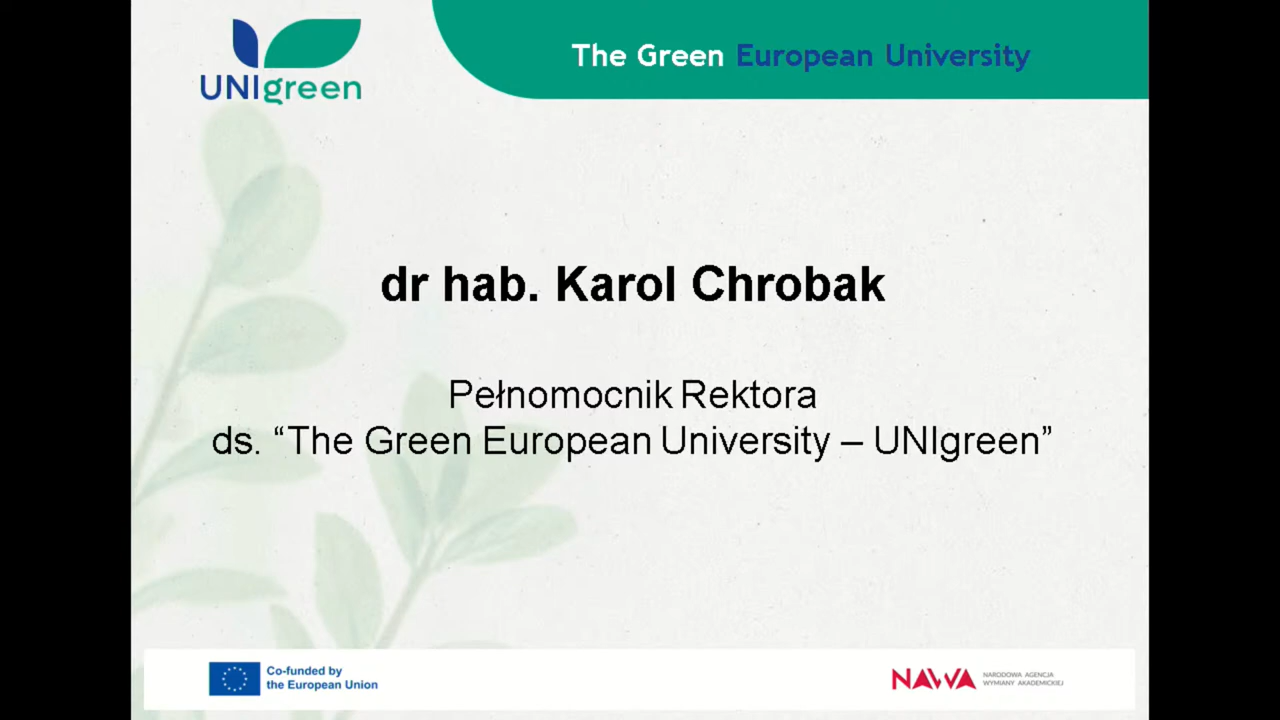 UNIgreen
The Green European University
dr hab. Karol Chrobak
Pełnomocnik Rektora
ds. “The Green European University – UNIgreen”
Co-funded by
the European Union
NAWA
NARODOWA AGENCJA
WYMIANY AKADEMICKIEJ